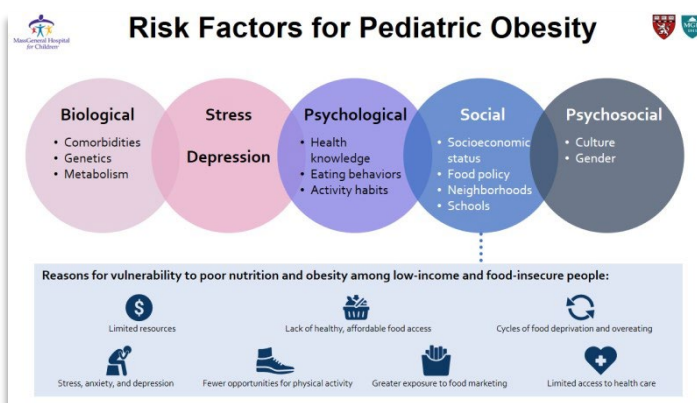 Risk Factors for Pediatric Obesity
MassGeneral Hospital
for Children
Biological
• Comorbidities
• Genetics
• Metabolism
Stress
Depression
Psychological
• Health
knowledge
• Eating behaviors
• Activity habits
Social
• Socioeconomic
status
• Food policy
• Neighborhoods
• Schools
Psychosocial
• Culture
• Gender
Reasons for vulnerability to poor nutrition and obesity among low-income and food-insecure people:
Limited resources
Lack of healthy, affordable food access
Cycles of food deprivation and overeating
Stress, anxiety, and depression
Fewer opportunities for physical activity
Greater exposure to food marketing
Limited access to health care